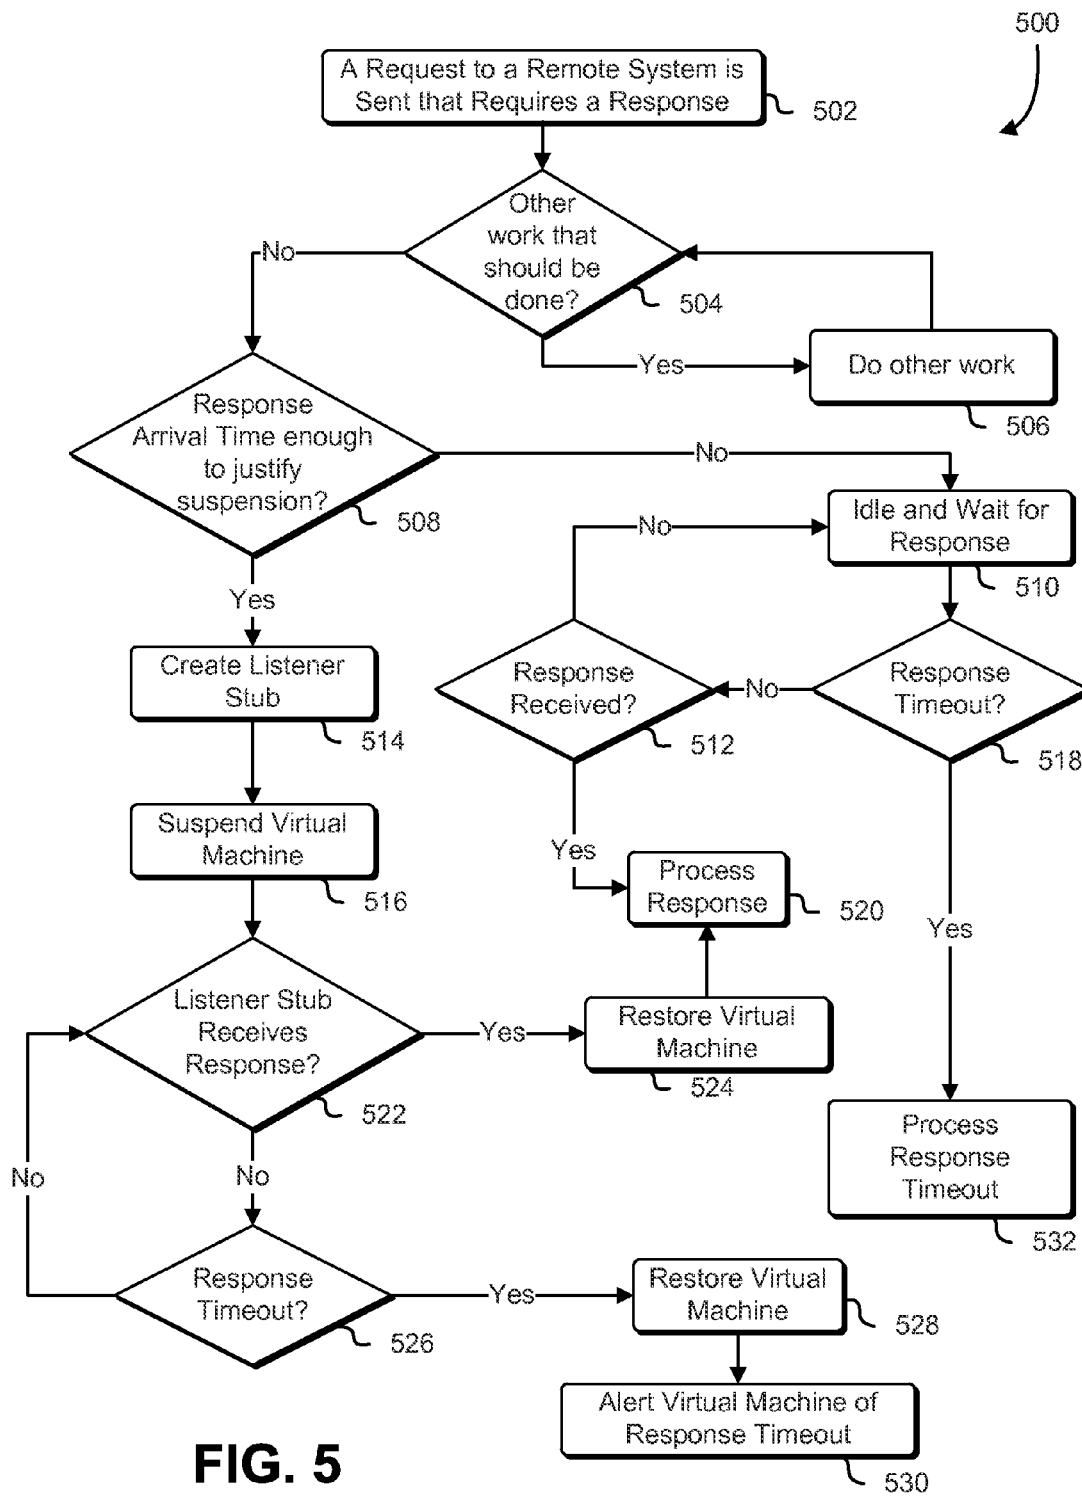 500
A Request to a Remote System is
Sent that Requires a Response
502
Other
work that
should be
done?
504
No
Yes
Do other work
506
Response
Arrival Time enough
to justify
suspension?
508
No
Yes
Idle and Wait for
Response
510
No
Create Listener
Stub
514
Response
Received?
512
No
Response
Timeout?
518
Suspend Virtual
Machine
516
Yes
Process
Response
520
Yes
Listener Stub
Receives
Response?
522
Yes
Restore Virtual
Machine
524
No
No
Process
Response
Timeout
532
Response
Timeout?
526
Yes
Restore Virtual
Machine
528
Alert Virtual Machine of
Response Timeout
530
FIG. 5